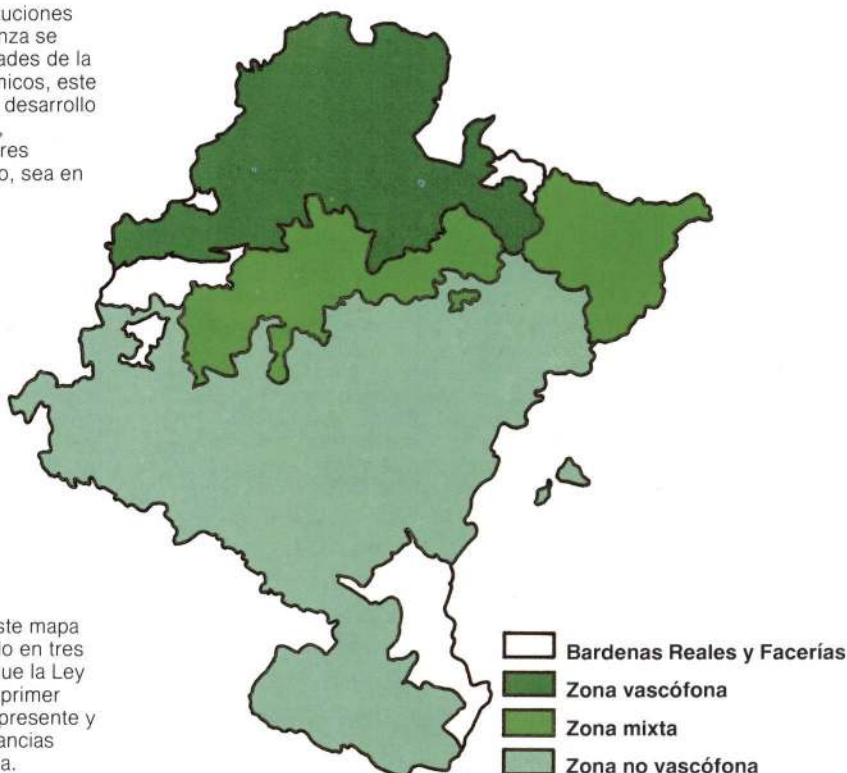 uciones
nza se
ades de la
nicos, este
desarrollo
,
res
o, sea en
ste mapa
lo en tres
ue la Ley
primer
presente y
ancias
a.
Bardenas Reales y Facerías
Zona vascófona
Zona mixta
Zona no vascófona